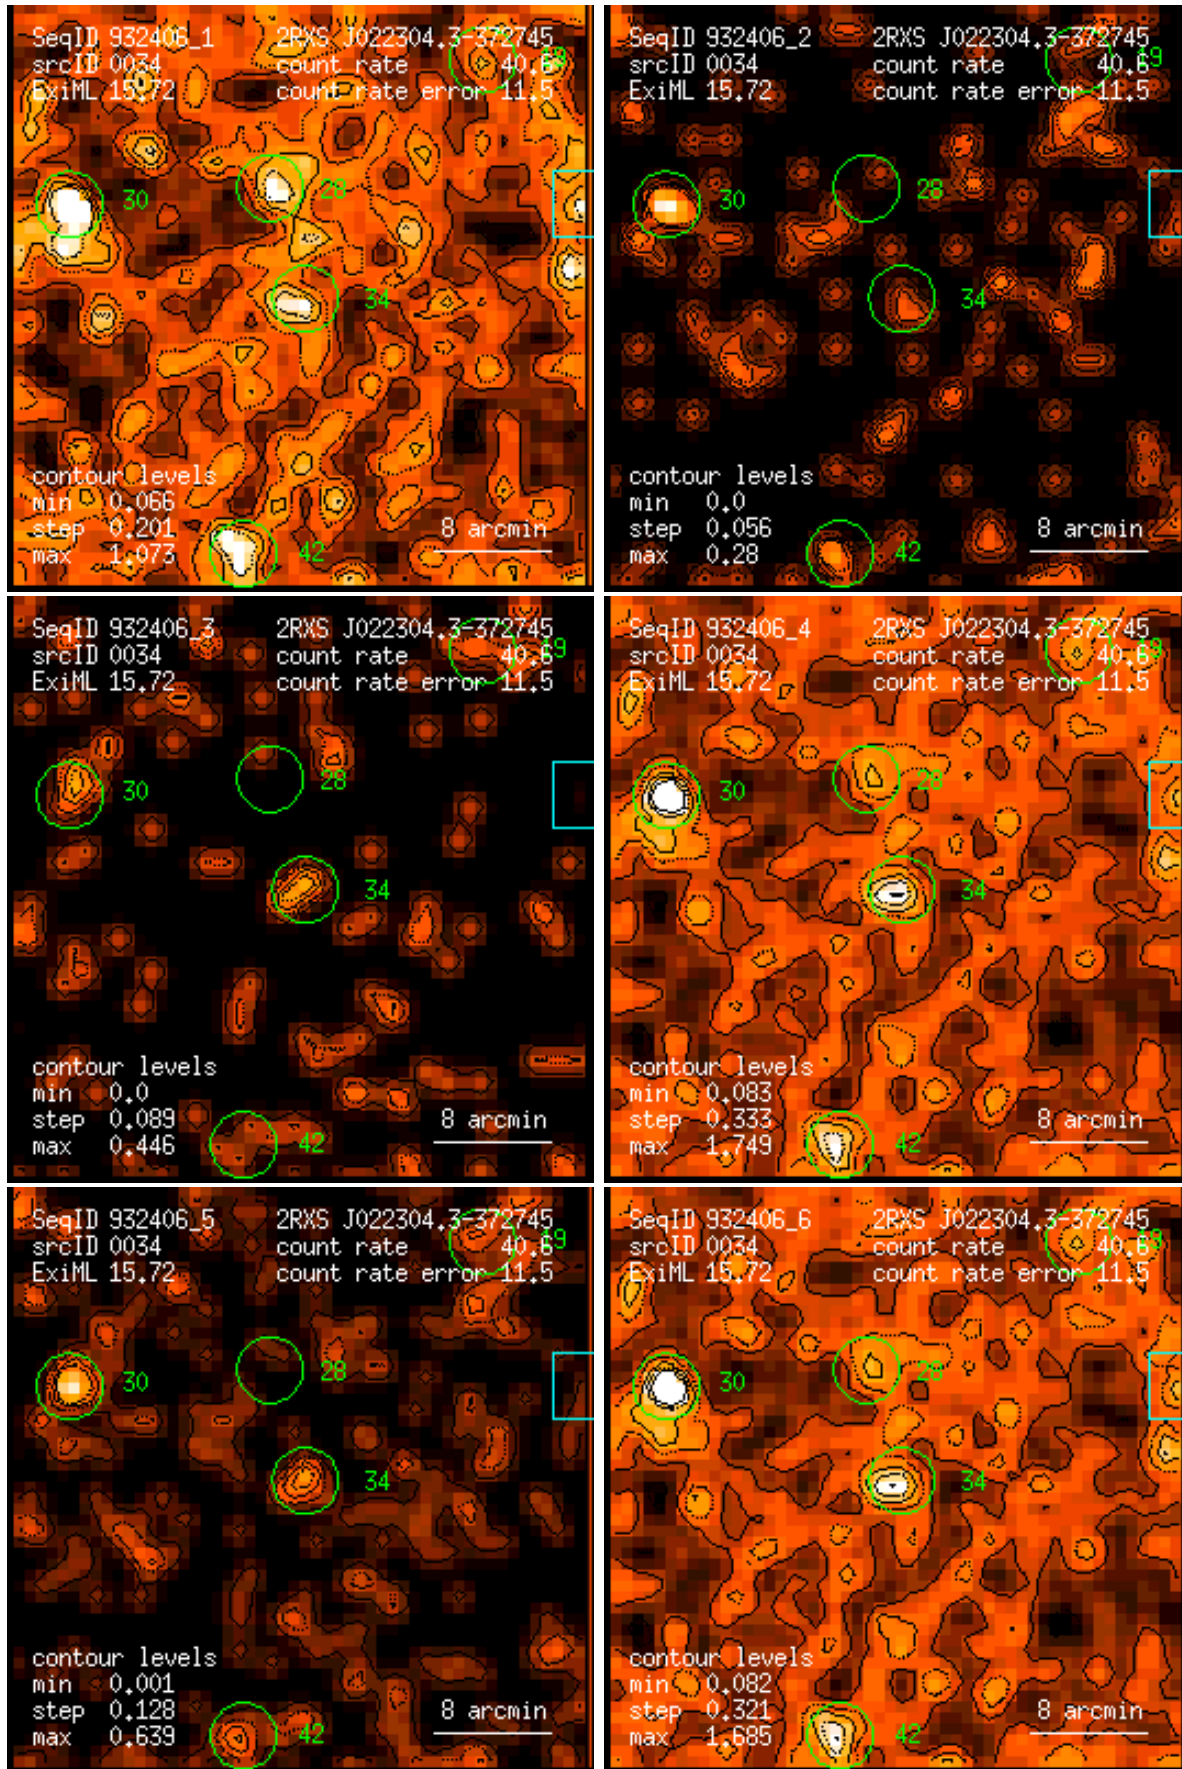 SeqID 932406_1 2RXS J022304.3-372745
srcID 0034 count rate 40.6 19
ExiML 15.72 count rate error 11.5
30 28
34
contour levels
min 0.066
step 0.201 8 arcmin
max 1.073 42
SeqID 932406_2 2RXS J022304.3-372745
srcID 0034 count rate 40.6 19
ExiML 15.72 count rate error 11.5
30 28
34
contour levels
min 0.0
step 0.056 8 arcmin
max 0.28 42
SeqID 932406_3 2RXS J022304.3-372745
srcID 0034 count rate 40.6 19
ExiML 15.72 count rate error 11.5
30 28
34
contour levels
min 0.0
step 0.089 8 arcmin
max 0.446 42
SeqID 932406_4 2RXS J022304.3-372745
srcID 0034 count rate 40.6 19
ExiML 15.72 count rate error 11.5
30 28
34
contour levels
min 0.083
step 0.333 8 arcmin
max 1.749 42
SeqID 932406_5 2RXS J022304.3-372745
srcID 0034 count rate 40.6 19
ExiML 15.72 count rate error 11.5
30 28
34
contour levels
min 0.001
step 0.128 8 arcmin
max 0.639 42
SeqID 932406_6 2RXS J022304.3-372745
srcID 0034 count rate 40.6 19
ExiML 15.72 count rate error 11.5
30 28
34
contour levels
min 0.082
step 0.321 8 arcmin
max 1.685 42